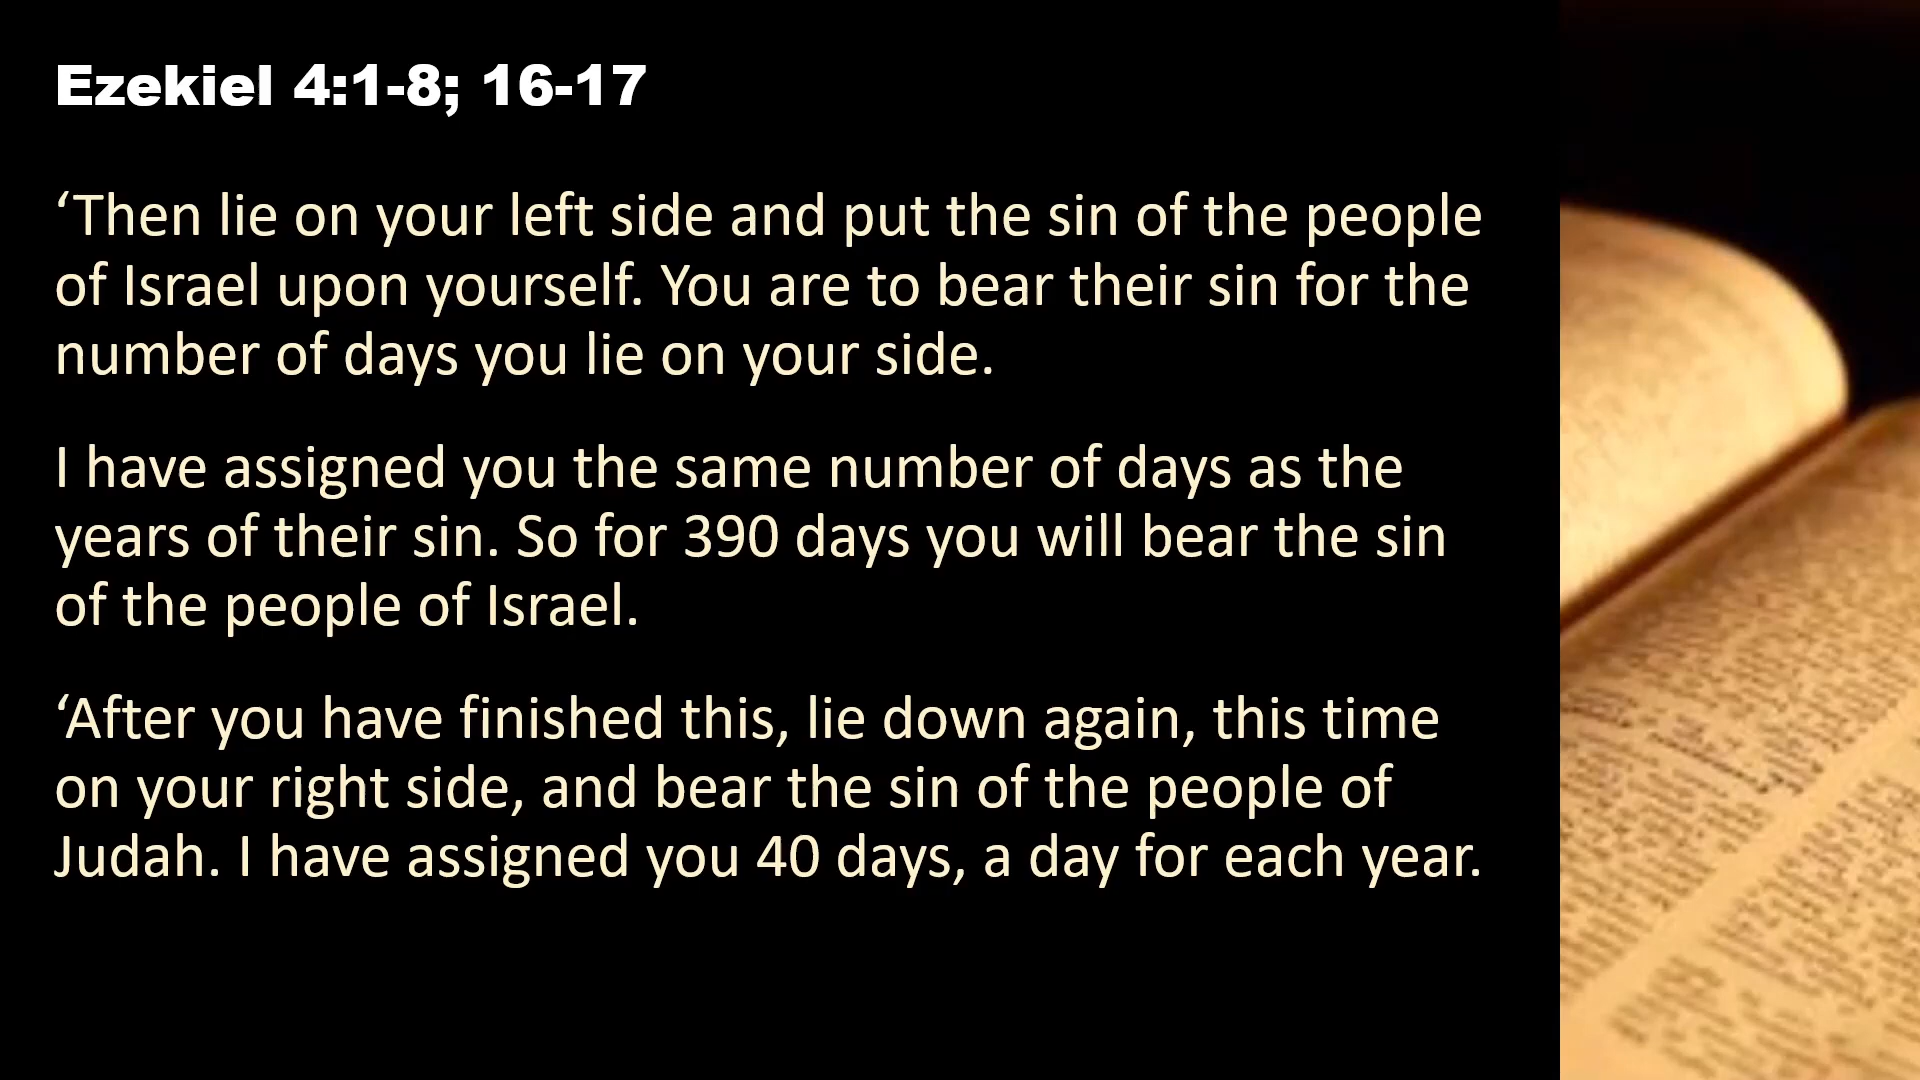 Ezekiel 4:1-8; 16-17
‘Then lie on your left side and put the sin of the people
of Israel upon yourself. You are to bear their sin for the
number of days you lie on your side.
I have assigned you the same number of days as the
years of their sin. So for 390 days you will bear the sin
of the people of Israel.
‘After you have finished this, lie down again, this time
on your right side, and bear the sin of the people of
Judah. I have assigned you 40 days, a day for each year.